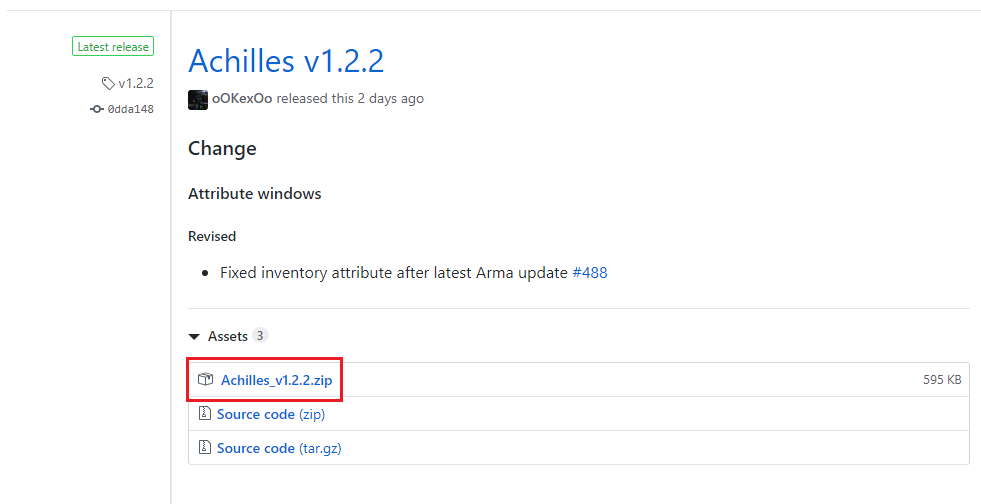 Latest release
v1.2.2
0dda148
Achilles v1.2.2
oOKexOo released this 2 days ago
Change
Attribute windows
Revised
Fixed inventory attribute after latest Arma update #488
Assets 3
Achilles_v1.2.2.zip 595 KB
Source code (zip)
Source code (tar.gz)